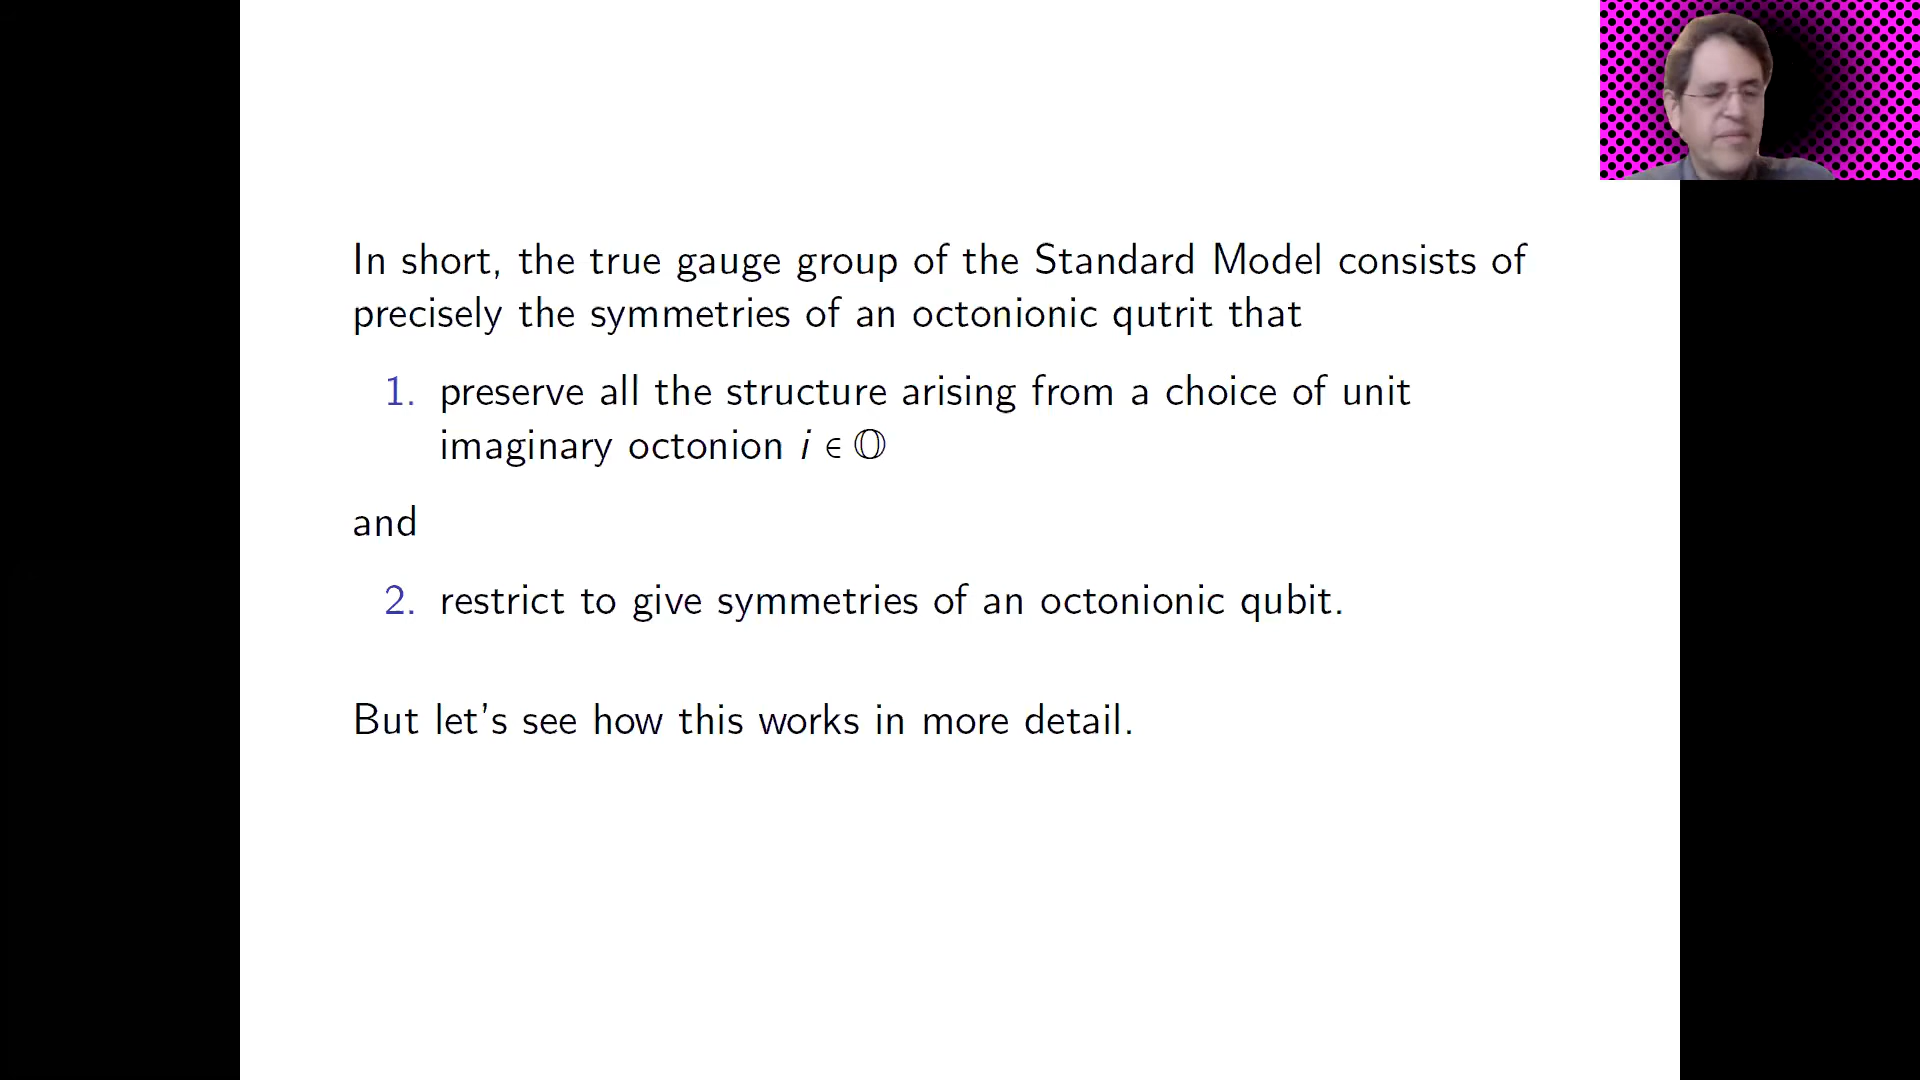 In short, the true gauge group of the Standard Model consists of
precisely the symmetries of an octonionic qutrit that
1. preserve all the structure arising from a choice of unit
imaginary octonion i ∈ 𝕆
and
2. restrict to give symmetries of an octonionic qubit.
But let's see how this works in more detail.